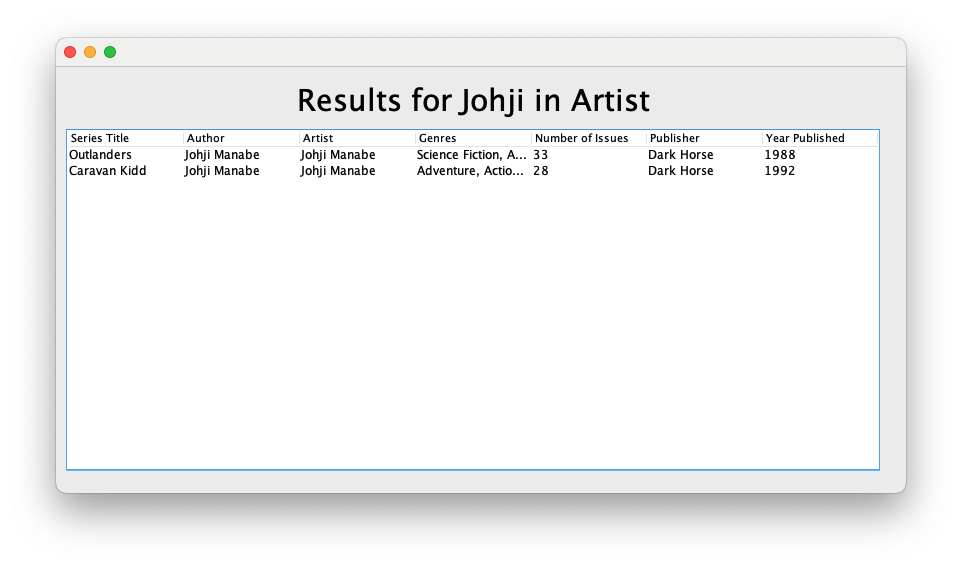 Results for Johji in Artist
Series Title Author Artist Genres Number of Issues Publisher Year Published
Outlanders Johji Manabe Johji Manabe Science Fiction, A... 33 Dark Horse 1988
Caravan Kidd Johji Manabe Johji Manabe Adventure, Actio... 28 Dark Horse 1992